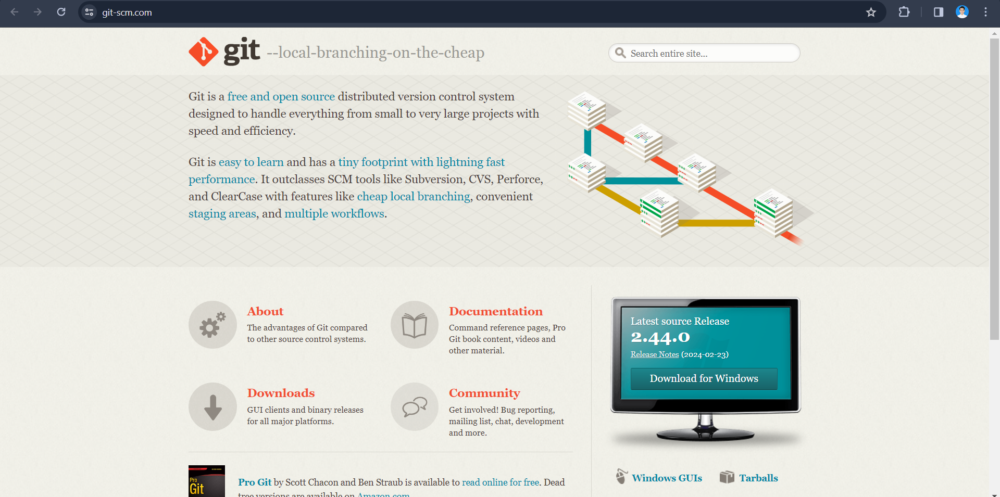 git-scm.com
git --local-branching-on-the-cheap
Search entire site...
Git is a free and open source distributed version control system
designed to handle everything from small to very large projects with
speed and efficiency.
Git is easy to learn and has a tiny footprint with lightning fast
performance. It outclasses SCM tools like Subversion, CVS, Perforce,
and ClearCase with features like cheap local branching, convenient
staging areas, and multiple workflows.
About
The advantages of Git compared
to other source control systems.
Documentation
Command reference pages, Pro
Git book content, videos and
other material.
Downloads
GUI clients and binary releases
for all major platforms.
Community
Get involved! Bug reporting,
mailing list, chat, development
and more.
Pro
Git
Pro Git by Scott Chacon and Ben Straub is available to read online for free. Dead
tree versions are available on Amazon.com.
Latest source Release
2.44.0
Release Notes (2024-02-23)
Download for Windows
Windows GUIs
Tarballs